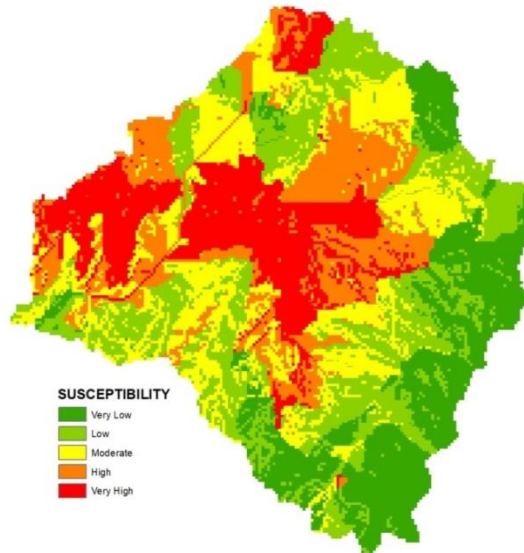 SUSCEPTIBILITY
Very Low
Low
Moderate
High
Very High